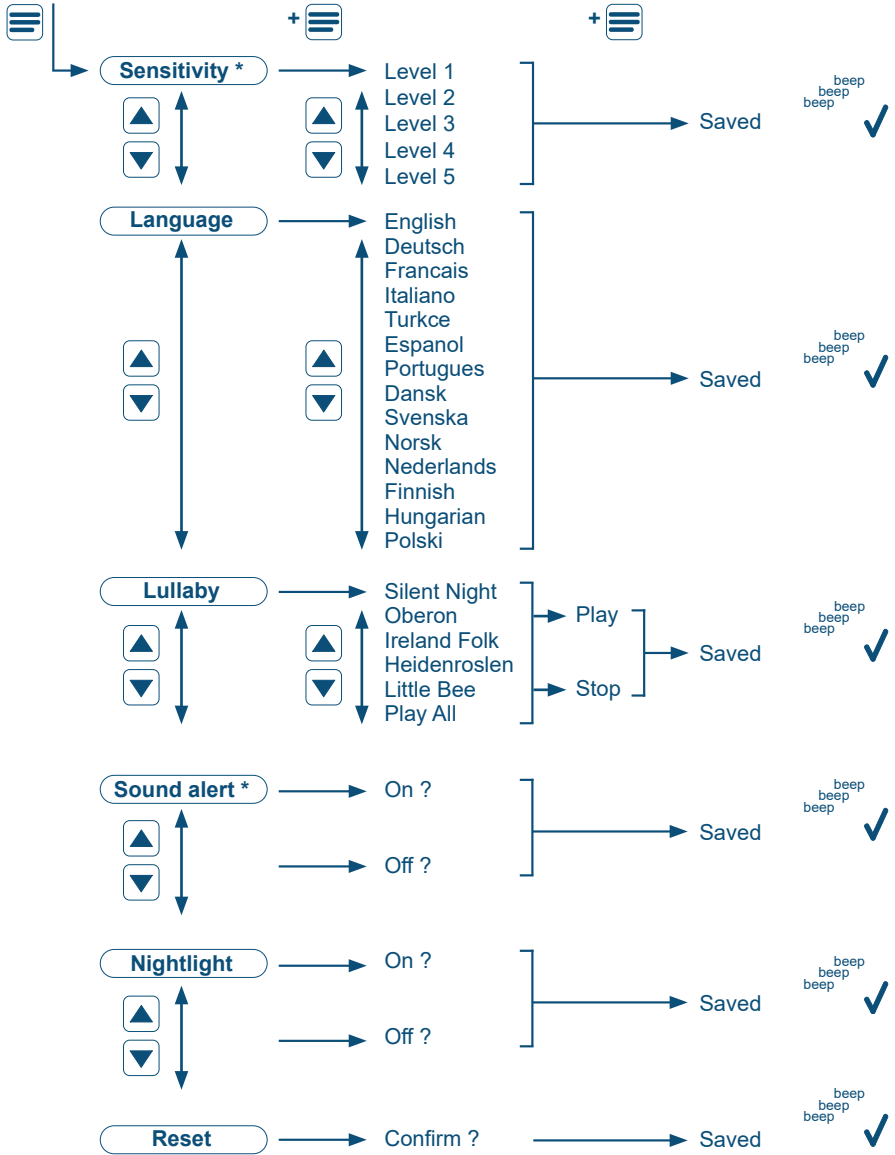 + +
Sensitivity *
Level 1
Level 2
Level 3
Level 4
Level 5
Saved
beep
beep
beep
Language
English
Deutsch
Francais
Italiano
Turkce
Espanol
Portugues
Dansk
Svenska
Norsk
Nederlands
Finnish
Hungarian
Polski
Saved
beep
beep
beep
Lullaby
Silent Night
Oberon
Ireland Folk
Heidenroslen
Little Bee
Play All
Play
Stop
Saved
beep
beep
beep
Sound alert *
On ?
Off ?
Saved
beep
beep
beep
Nightlight
On ?
Off ?
Saved
beep
beep
beep
Reset
Confirm ?
Saved
beep
beep
beep